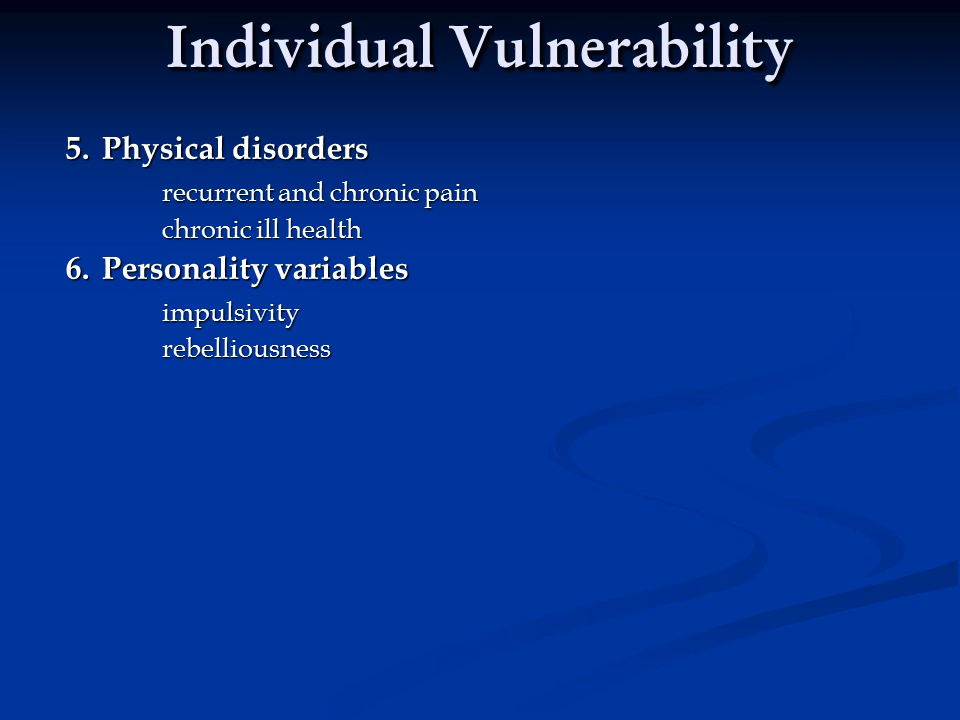 Individual Vulnerability
5. Physical disorders
recurrent and chronic pain
chronic ill health
6. Personality variables
impulsivity
rebelliousness